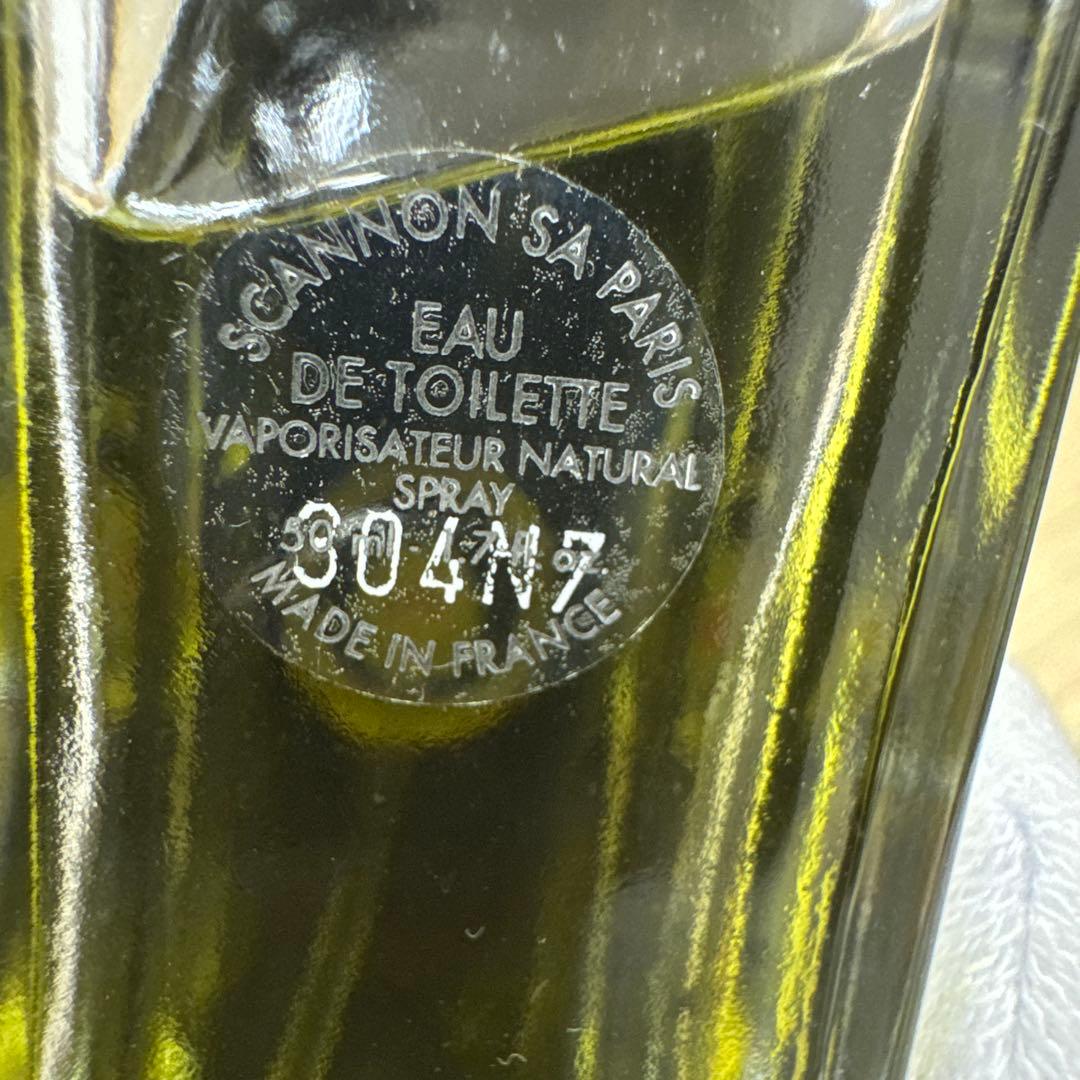 SCANNON SA PARIS
EAU
DE TOILETTE
VAPORISATEUR NATURAL
SPRAY
304N7
MADE IN FRANCE